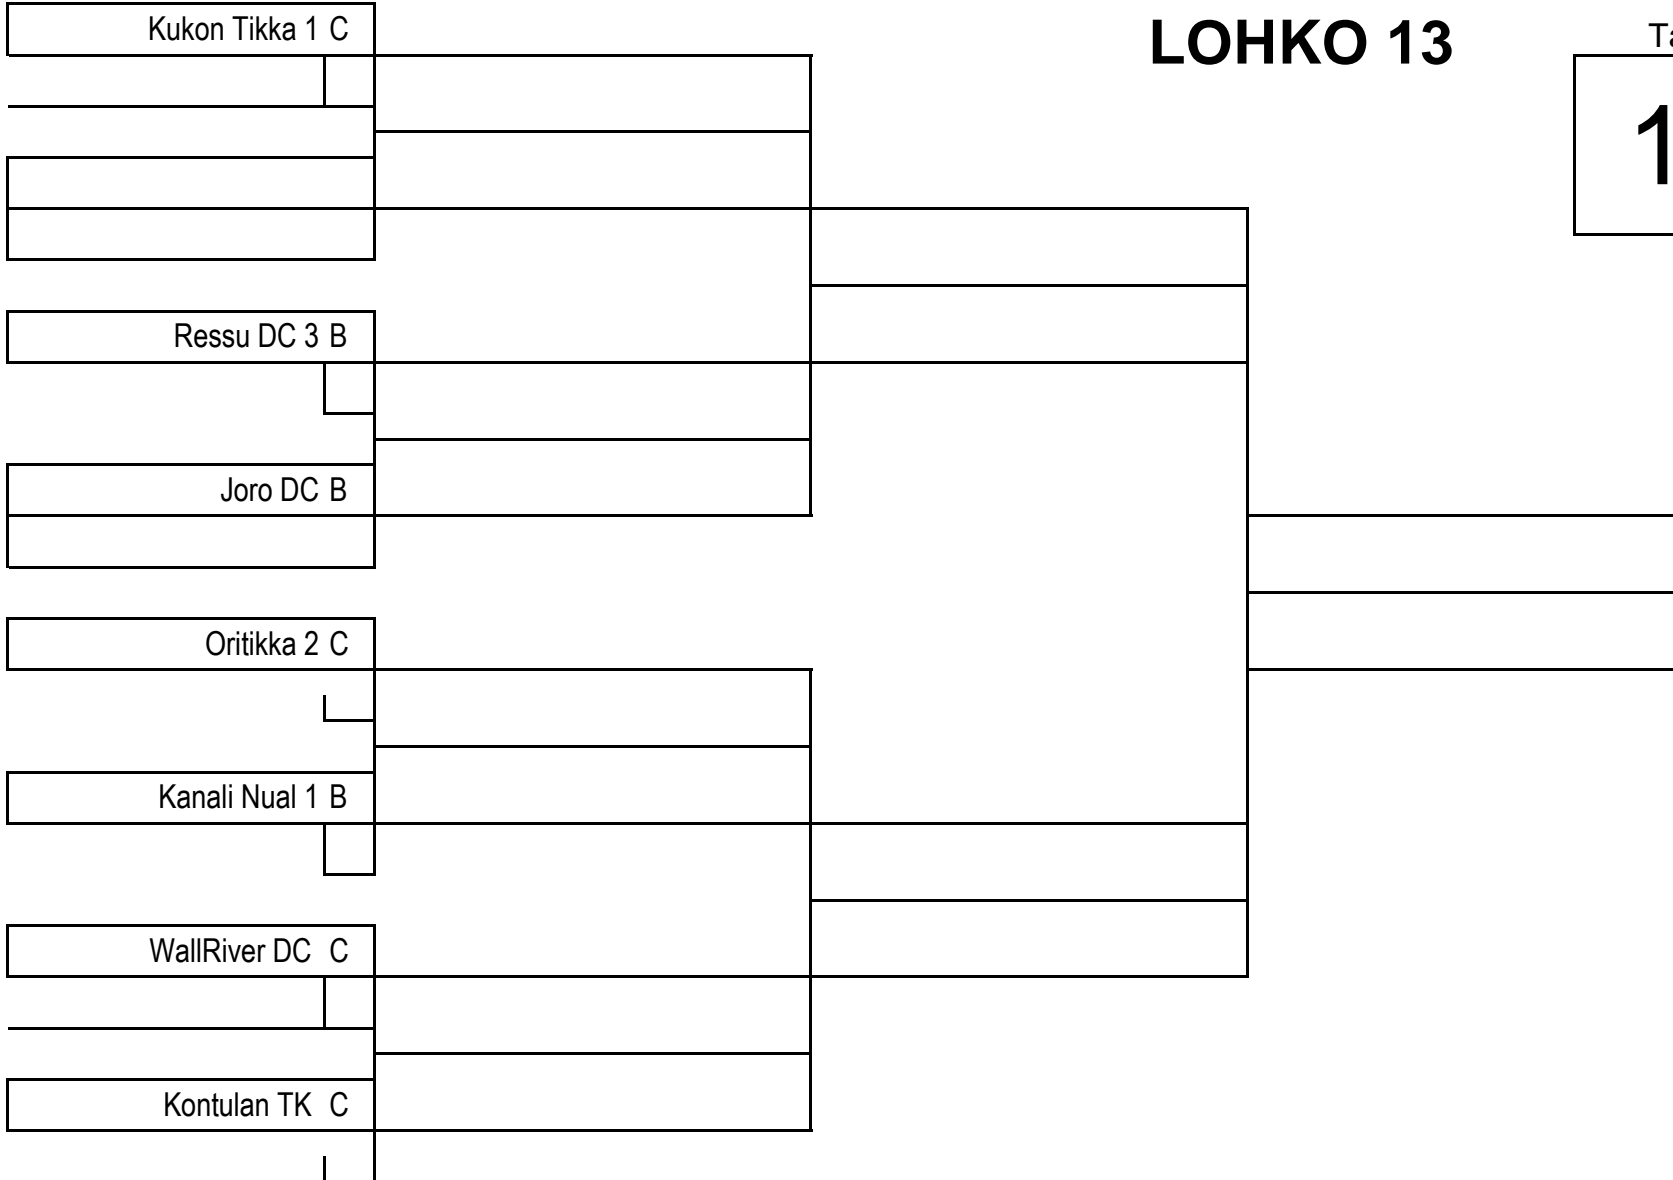 Kukon Tikka 1 C
LOHKO 13
Ressu DC 3 B
Joro DC B
Oritikka 2 C
Kanali Nual 1 B
WallRiver DC C
Kontulan TK C